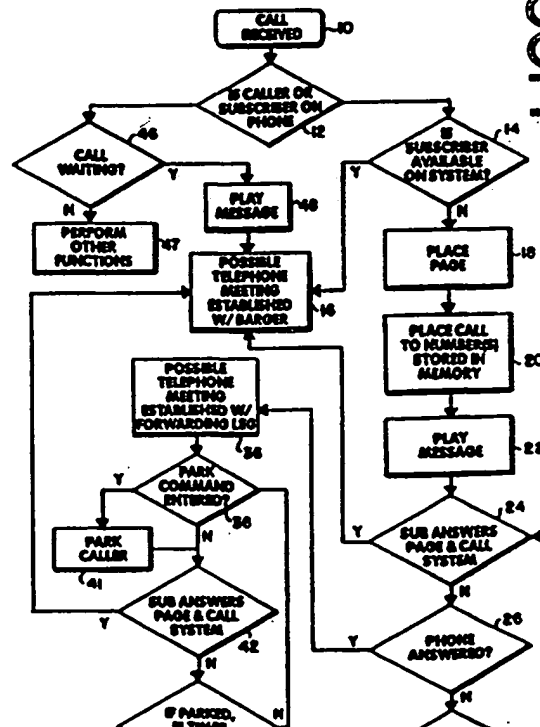 CALL
RECEIVED
10
IS CALLER OR
SUBSCRIBER ON
PHONE
12
46
CALL
WAITING?
Y
N
PERFORM
OTHER
FUNCTIONS
47
PLAY
MESSAGE
48
14
IS
SUBSCRIBER
AVAILABLE
ON SYSTEM?
Y
N
POSSIBLE
TELEPHONE
MEETING
ESTABLISHED
W/ BARGER
16
PLACE
PAGE
18
PLACE CALL
TO NUMBER(S)
STORED IN
MEMORY
20
PLAY
MESSAGE
22
POSSIBLE
TELEPHONE
MEETING
ESTABLISHED W/
FORWARDING LEG
36
PARK
COMMAND
ENTERED?
Y
N
PARK
CALLER
41
24
SUB ANSWERS
PAGE & CALL
SYSTEM
Y
N
SUB ANSWERS
PAGE & CALL
SYSTEM
42
Y
N
26
PHONE
ANSWERED?
Y
N
IF PARKED,
N